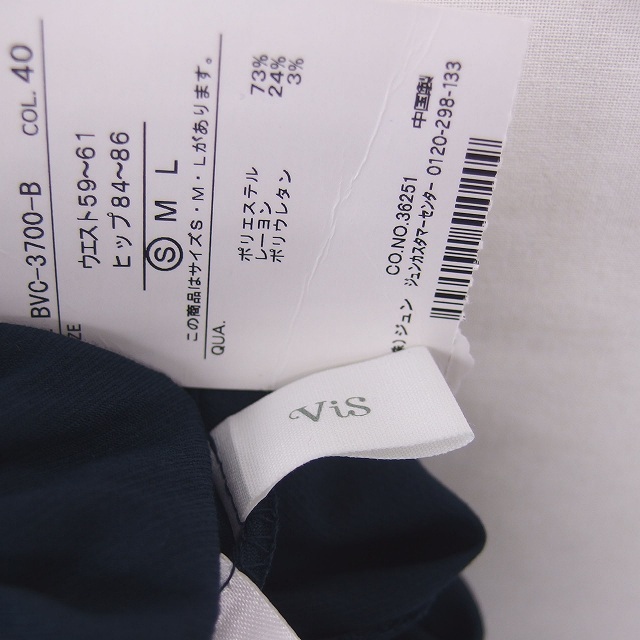 BVC-3700-B COL. 40
ZE
ウエスト59~61
ヒップ84~86
Ⓢ M L
この商品はサイズS・M・Lがあります。
QUA.
ポリエステル 73%
レーヨン 24%
ポリウレタン 3%
CO.NO.38251 中国製
㈱ジュン ジュンカスタマーセンター 0120-298-133
ViS